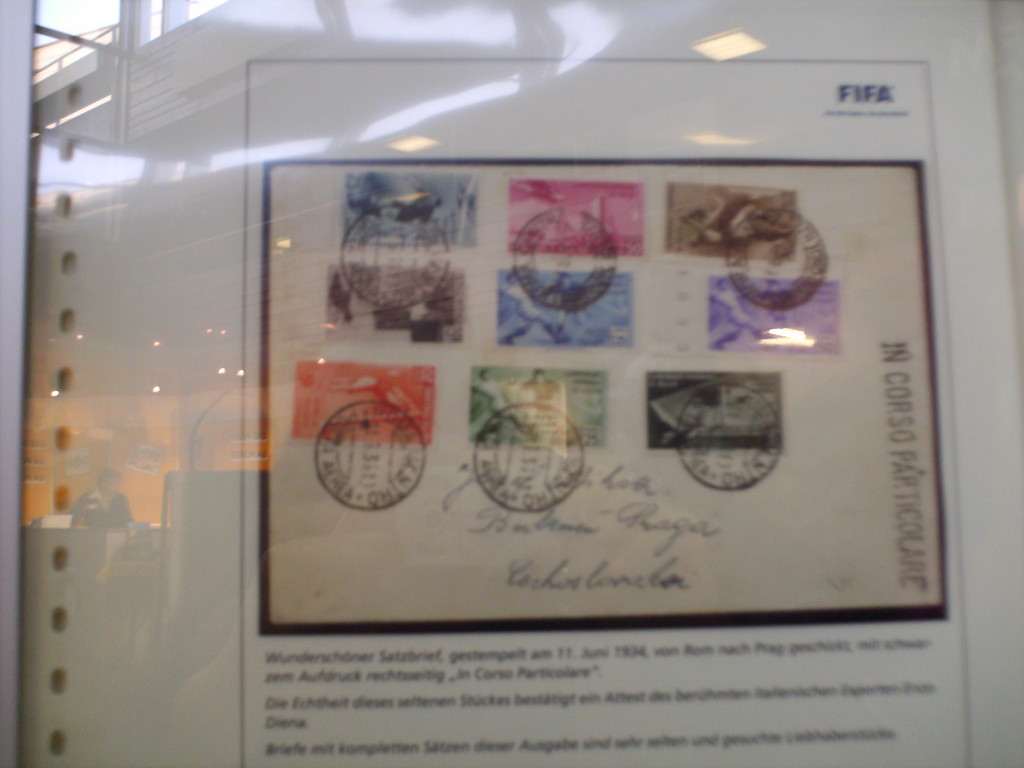 FIFA
IN CORSO PARTICOLARE
Praga
Wunderschöner Satzbrief, gestempelt am 11. Juni 1934, von Rom nach Prag geschickt, mit schwar-
zem Aufdruck rechtsseitig „In Corso Particolare".
Die Echtheit dieses seltenen Stückes bestätigt ein Attest des berühmten italienischen Experten Enzo
Diena.
Briefe mit kompletten Sätzen dieser Ausgabe sind sehr selten und gesuchte Liebhaberstücke.